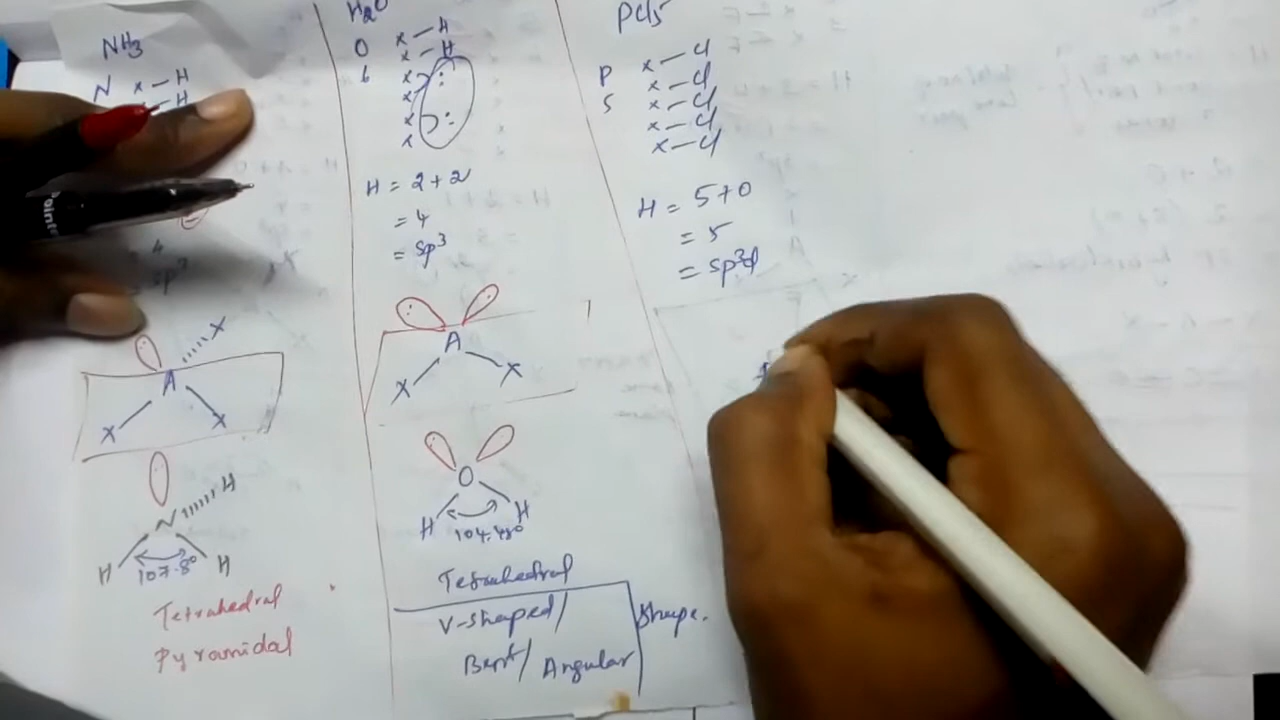 NH3
N x — H
x — H
4
sp3
X
A
X X
N H
H H
107.8°
Tetrahedral
Pyramidal
H2O
O x — H
6 x — H
x
x
x
x
H = 2+2
= 4
= sp3
A
X X
O
H H
104.48°
Tetrahedral
V-shaped/
Bent/ Angular
Shape.
PCl5
P x — Cl
5 x — Cl
x — Cl
x — Cl
x — Cl
H = 5+0
= 5
= sp3d